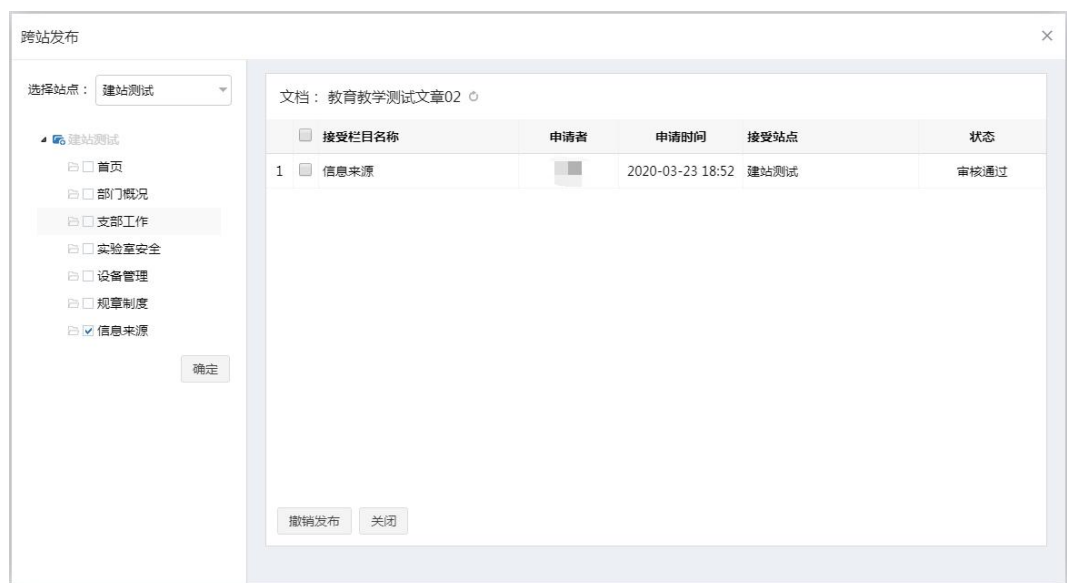 跨站发布
选择站点： 建站测试
建站测试
首页
部门概况
支部工作
实验室安全
设备管理
规章制度
信息来源
确定
文档： 教育教学测试文章02
接受栏目名称 申请者 申请时间 接受站点 状态
1 信息来源 2020-03-23 18:52 建站测试 审核通过
撤销发布 关闭